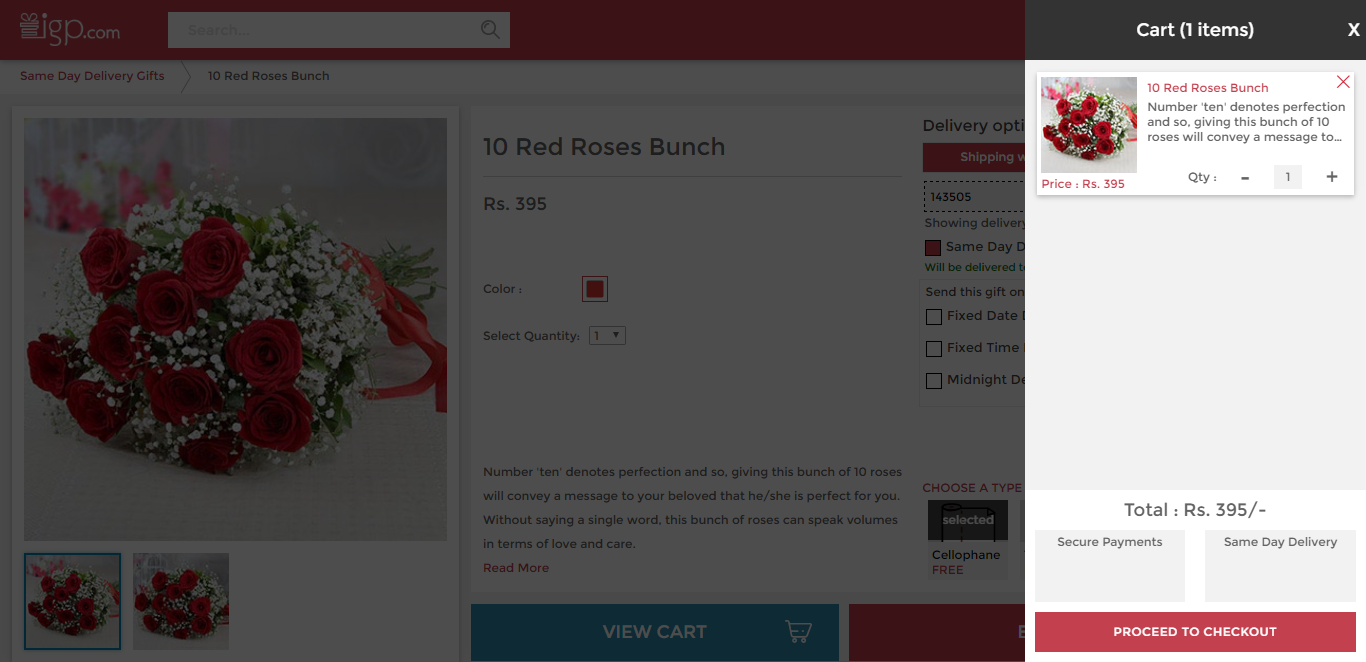 igp.com
Search...
Same Day Delivery Gifts
10 Red Roses Bunch
10 Red Roses Bunch
Rs. 395
Color :
Select Quantity: 1
Number 'ten' denotes perfection and so, giving this bunch of 10 roses
will convey a message to your beloved that he/she is perfect for you.
Without saying a single word, this bunch of roses can speak volumes
in terms of love and care.
Read More
VIEW CART
Delivery opti
Shipping w
143505
Showing delivery
Same Day D
Will be delivered to
Send this gift on
Fixed Date D
Fixed Time
Midnight De
CHOOSE A TYPE
selected
Cellophane
FREE
Cart (1 items)
X
10 Red Roses Bunch
Number 'ten' denotes perfection
and so, giving this bunch of 10
roses will convey a message to...
Price : Rs. 395
Qty : - 1 +
Total : Rs. 395/-
Secure Payments
Same Day Delivery
PROCEED TO CHECKOUT